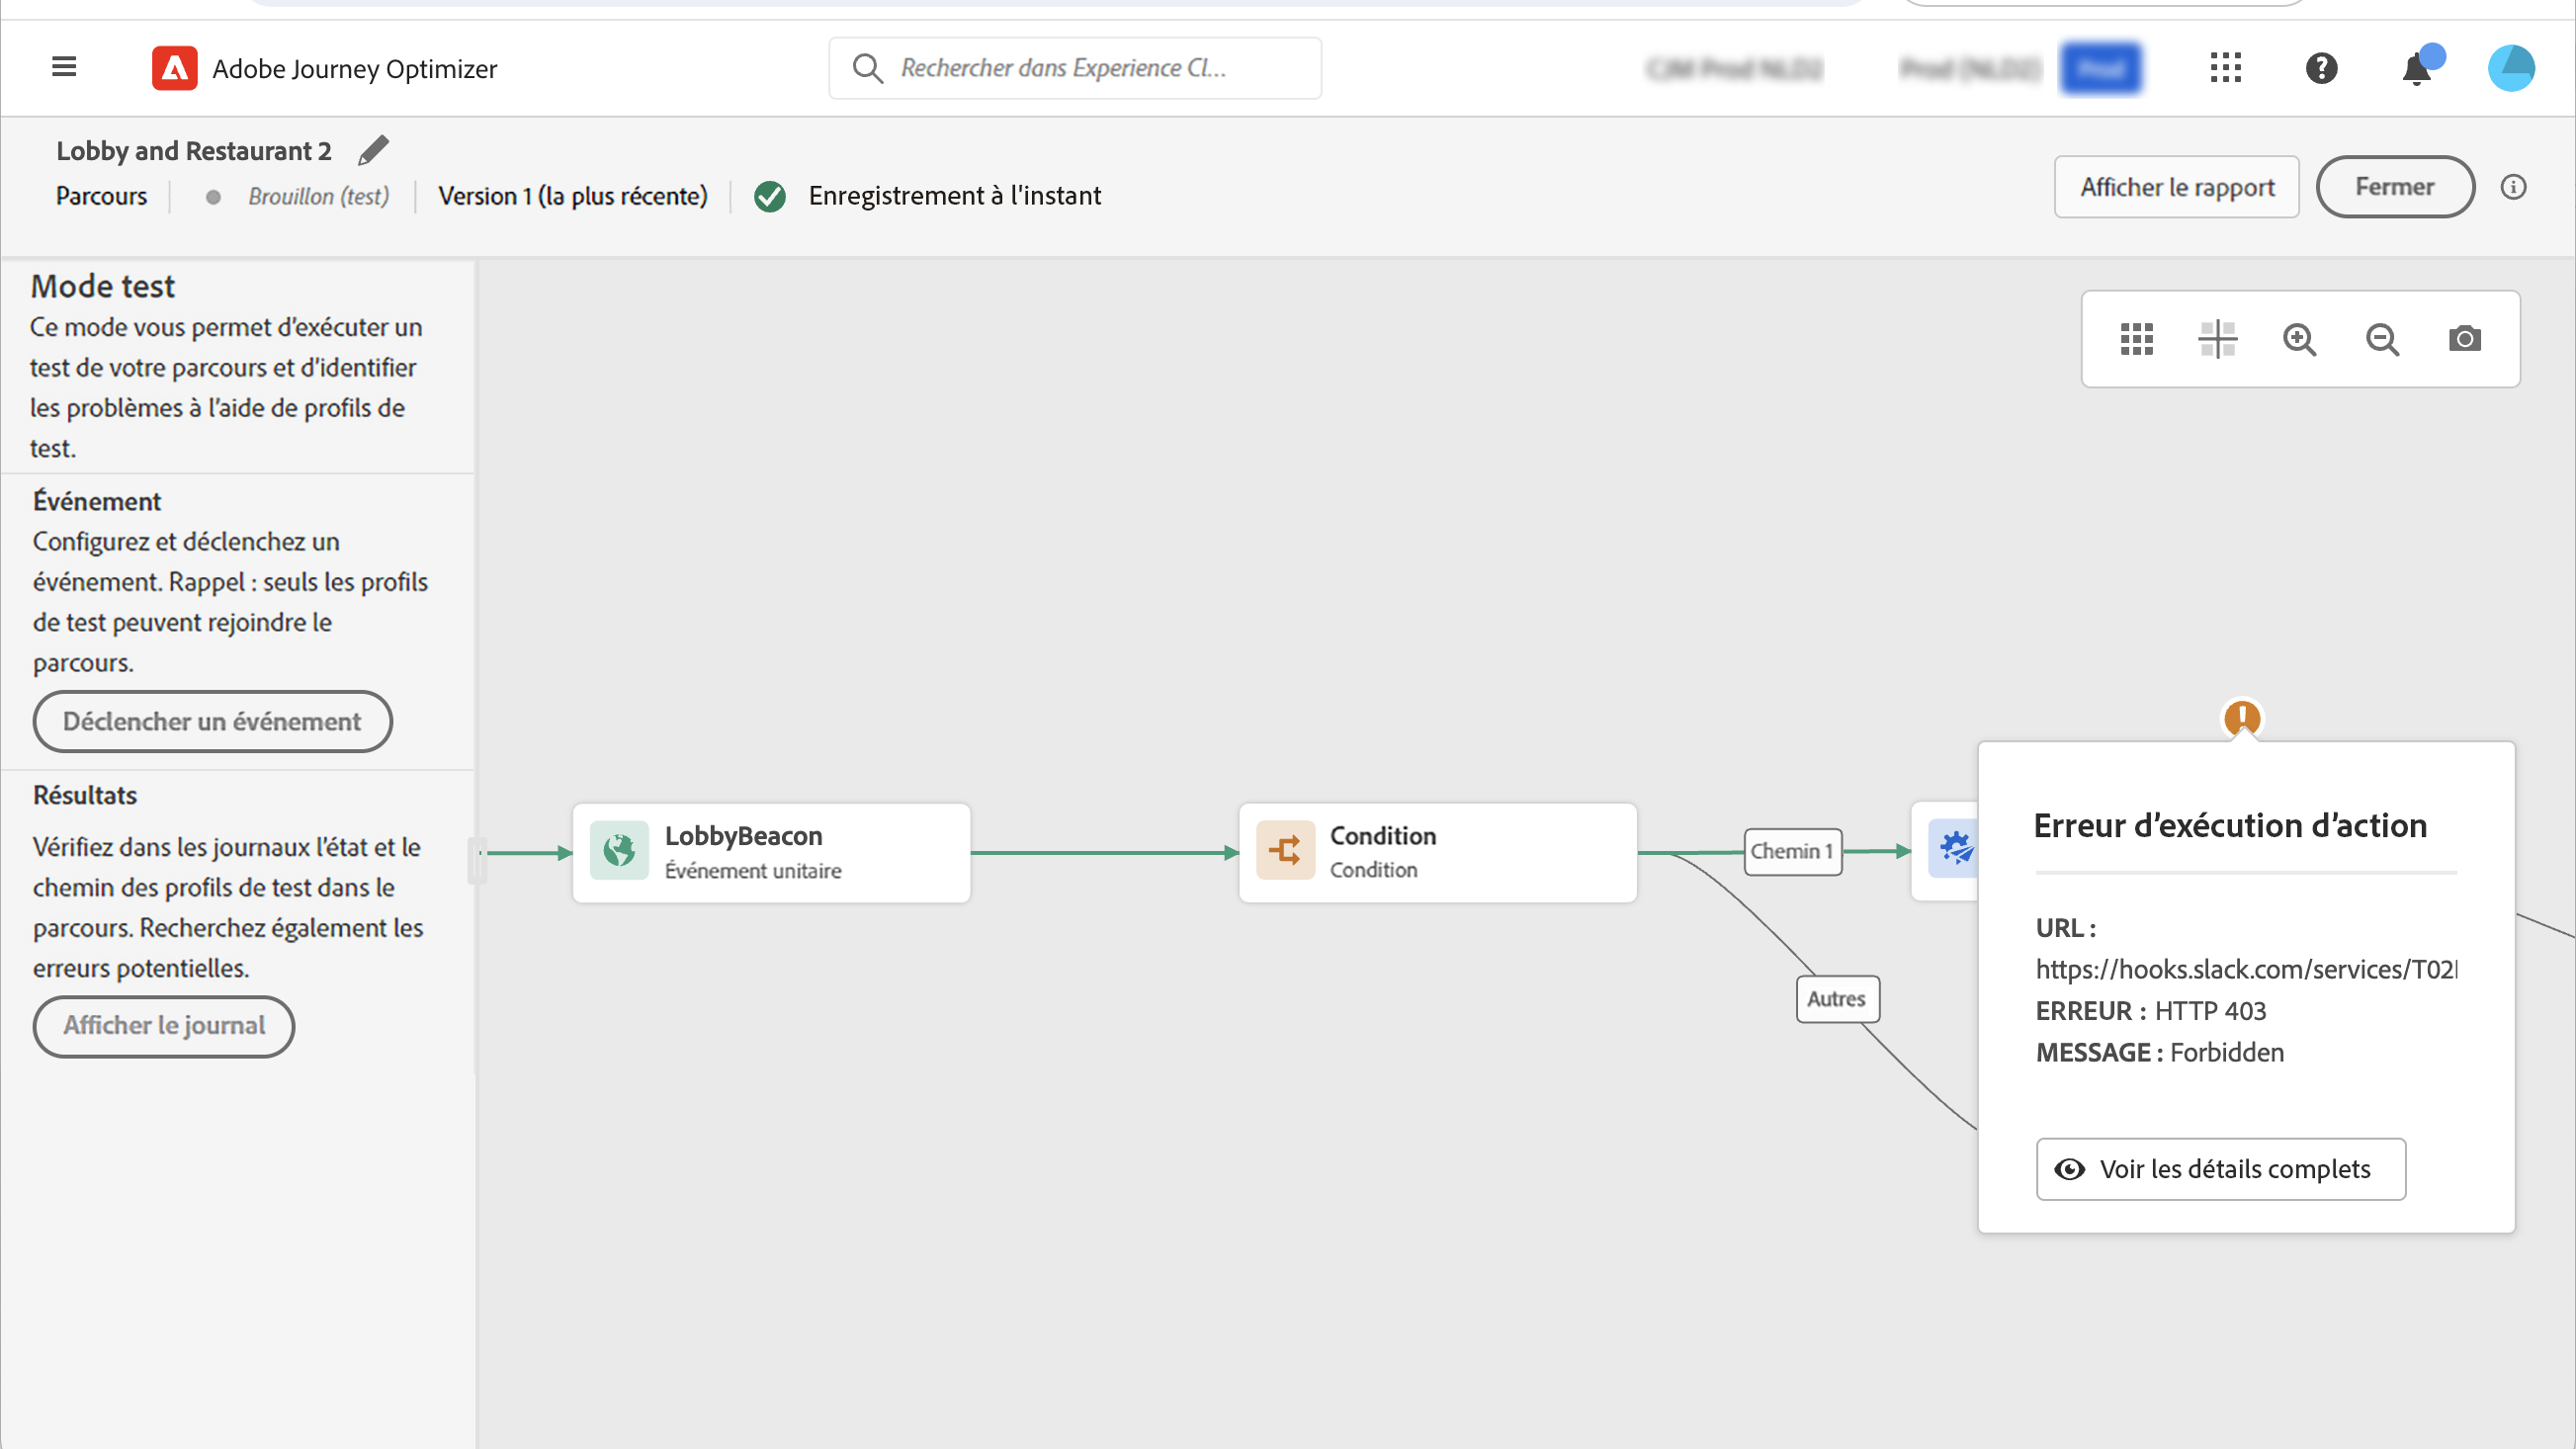 Adobe Journey Optimizer
Rechercher dans Experience Cl...
Lobby and Restaurant 2
Parcours
Brouillon (test)
Version 1 (la plus récente)
Enregistrement à l'instant
Afficher le rapport
Fermer
Mode test
Ce mode vous permet d'exécuter un
test de votre parcours et d'identifier
les problèmes à l'aide de profils de
test.
Événement
Configurez et déclenchez un
événement. Rappel : seuls les profils
de test peuvent rejoindre le
parcours.
Déclencher un événement
Résultats
Vérifiez dans les journaux l'état et le
chemin des profils de test dans le
parcours. Recherchez également les
erreurs potentielles.
Afficher le journal
LobbyBeacon
Événement unitaire
Condition
Condition
Chemin 1
Autres
Erreur d'exécution d'action
URL :
https://hooks.slack.com/services/T02
ERREUR : HTTP 403
MESSAGE : Forbidden
Voir les détails complets